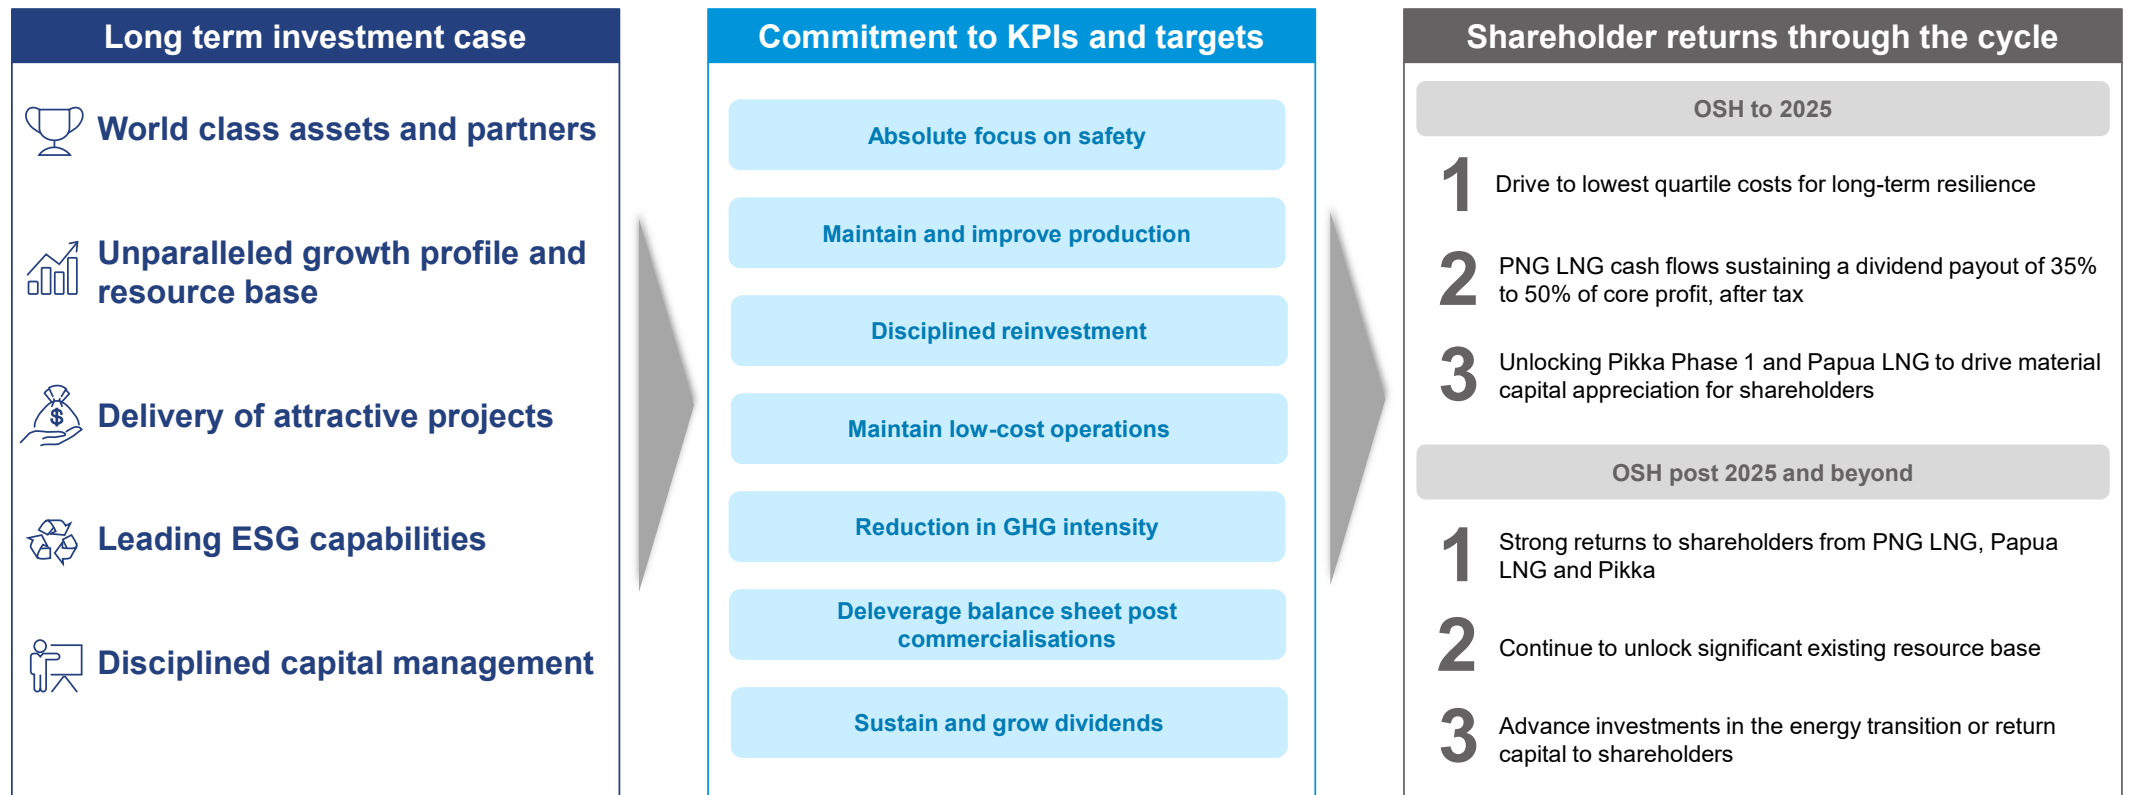 Long term investment case
World class assets and partners
Unparalleled growth profile and
resource base
$
Delivery of attractive projects
Leading ESG capabilities
Disciplined capital management
Commitment to KPIs and targets
Absolute focus on safety
Maintain and improve production
Disciplined reinvestment
Maintain low-cost operations
Reduction in GHG intensity
Deleverage balance sheet post
commercialisations
Sustain and grow dividends
Shareholder returns through the cycle
OSH to 2025
1 Drive to lowest quartile costs for long-term resilience
2 PNG LNG cash flows sustaining a dividend payout of 35%
to 50% of core profit, after tax
3 Unlocking Pikka Phase 1 and Papua LNG to drive material
capital appreciation for shareholders
OSH post 2025 and beyond
1 Strong returns to shareholders from PNG LNG, Papua
LNG and Pikka
2 Continue to unlock significant existing resource base
3 Advance investments in the energy transition or return
capital to shareholders